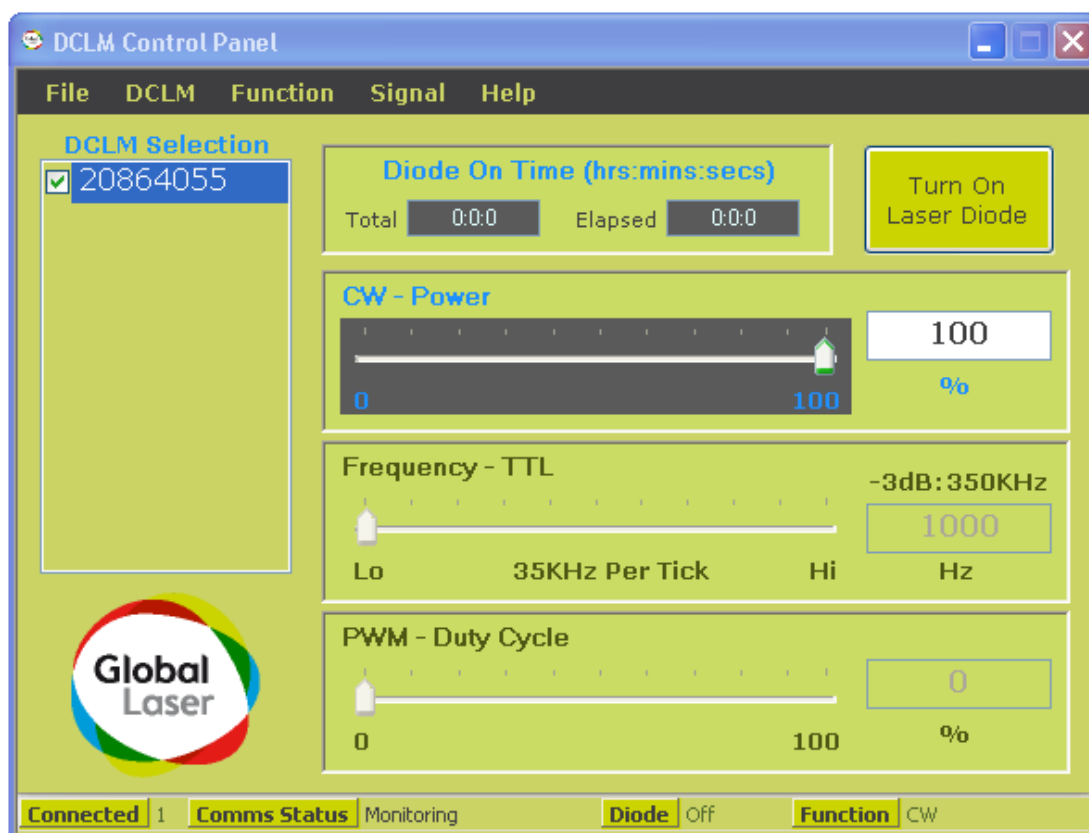 DCLM Control Panel
File DCLM Function Signal Help
DCLM Selection
20864055
Diode On Time (hrs:mins:secs)
Total 0:0:0 Elapsed 0:0:0
Turn On
Laser Diode
CW - Power
0 100
100
%
Frequency - TTL
Lo 35KHz Per Tick Hi
-3dB:350KHz
1000
Hz
PWM - Duty Cycle
0 100
0
%
Global
Laser
Connected 1 Comms Status Monitoring Diode Off Function CW